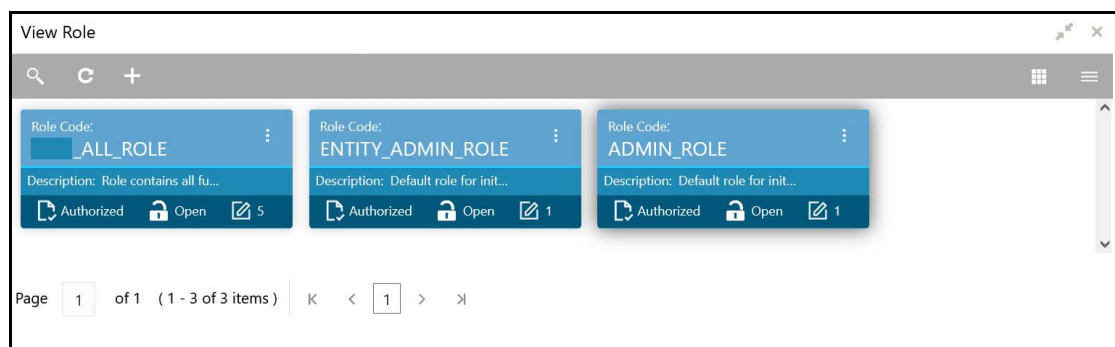 View Role
Role Code:
_ALL_ROLE
Description: Role contains all fu...
Authorized Open 5
Role Code:
ENTITY_ADMIN_ROLE
Description: Default role for init...
Authorized Open 1
Role Code:
ADMIN_ROLE
Description: Default role for init...
Authorized Open 1
Page 1 of 1 ( 1 - 3 of 3 items ) 1